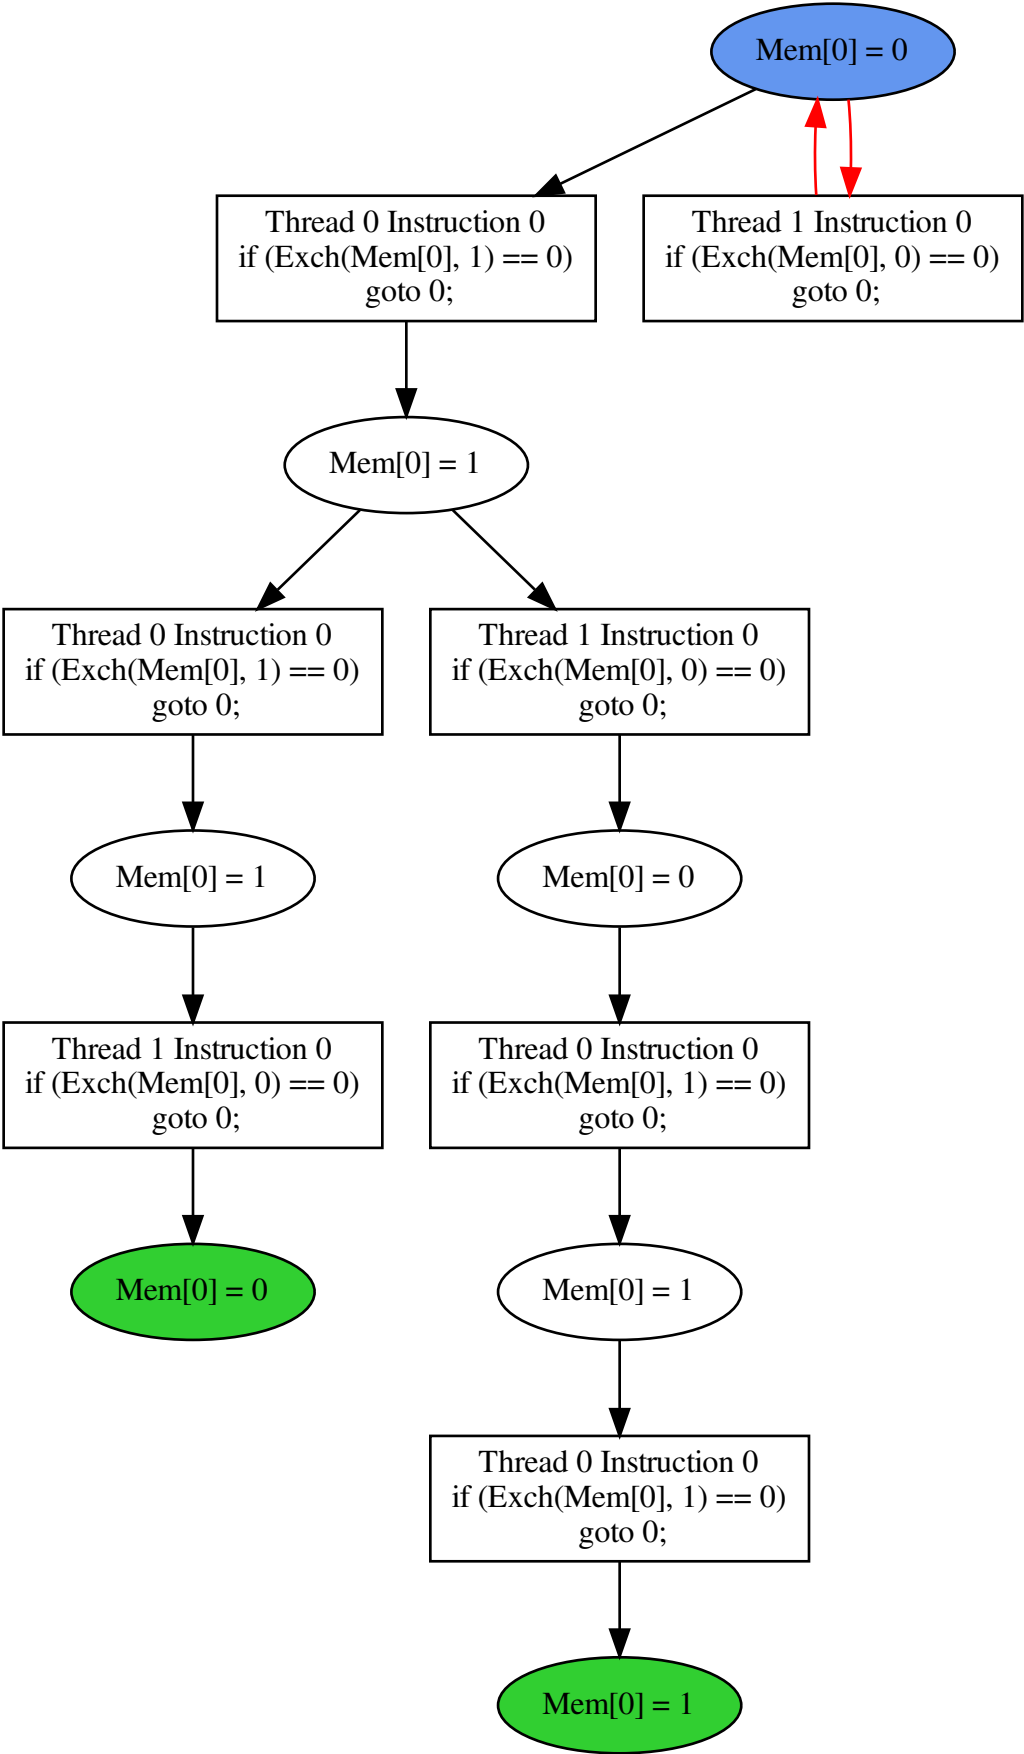 Mem[0] = 0
Thread 0 Instruction 0
if (Exch(Mem[0], 1) == 0)
goto 0;
Thread 1 Instruction 0
if (Exch(Mem[0], 0) == 0)
goto 0;
Mem[0] = 1
Thread 0 Instruction 0
if (Exch(Mem[0], 1) == 0)
goto 0;
Thread 1 Instruction 0
if (Exch(Mem[0], 0) == 0)
goto 0;
Mem[0] = 1
Mem[0] = 0
Thread 1 Instruction 0
if (Exch(Mem[0], 0) == 0)
goto 0;
Thread 0 Instruction 0
if (Exch(Mem[0], 1) == 0)
goto 0;
Mem[0] = 0
Mem[0] = 1
Thread 0 Instruction 0
if (Exch(Mem[0], 1) == 0)
goto 0;
Mem[0] = 1